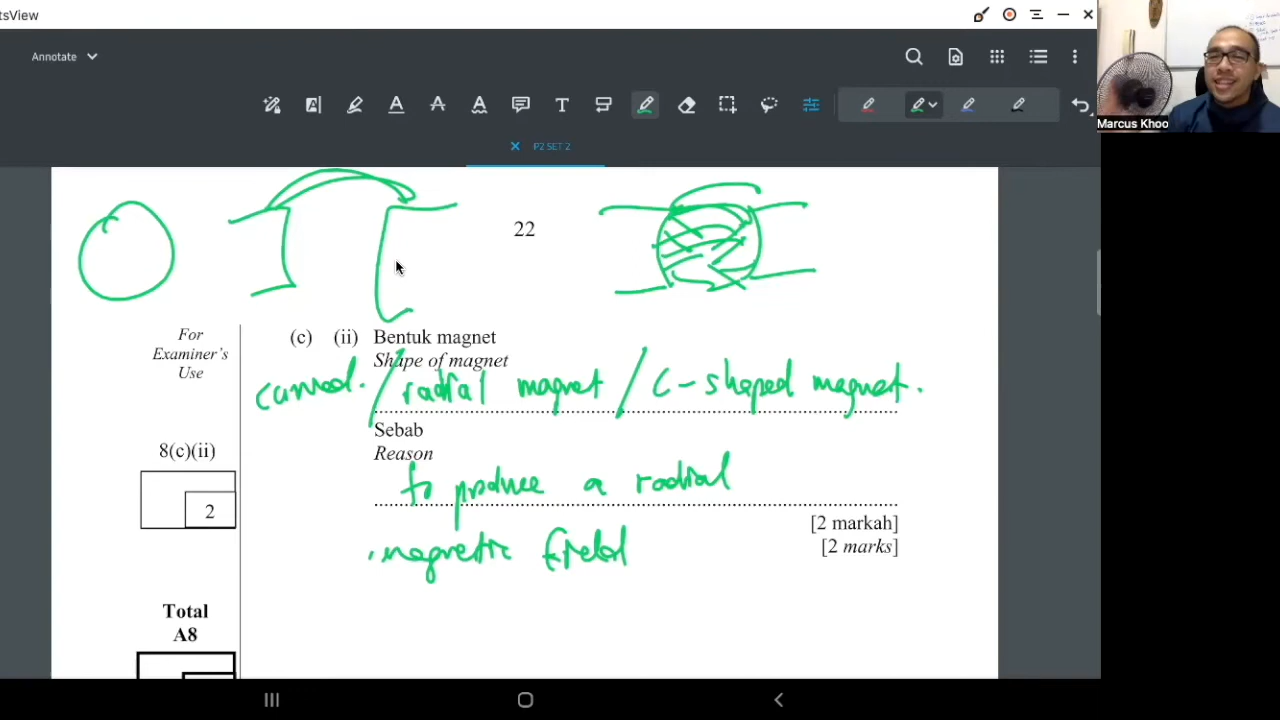 tsView
Annotate
P2 SET 2
Marcus Khoo
22
For
Examiner's
Use
(c) (ii) Bentuk magnet
Shape of magnet
curved. / radial magnet / C-shaped magnet.
Sebab
Reason
8(c)(ii)
2
to produce a radial
magnetic field
[2 markah]
[2 marks]
Total
A8